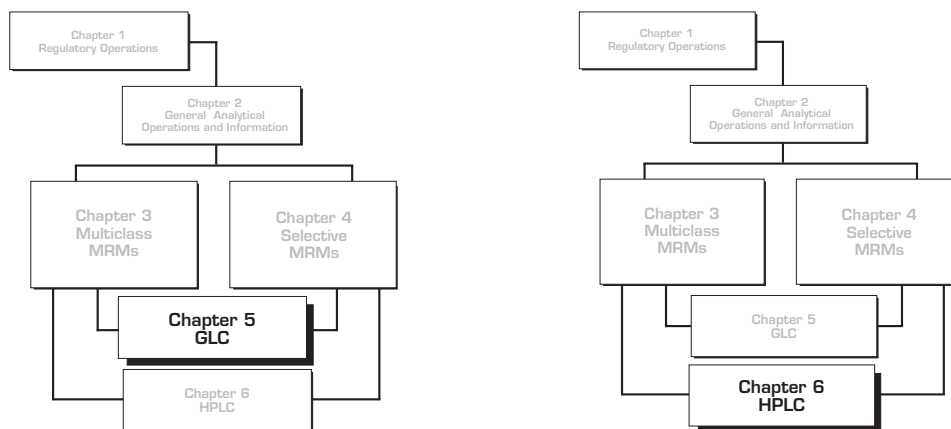 Chapter 1
Regulatory Operations
Chapter 2
General Analytical
Operations and Information
Chapter 3
Multiclass
MRMs
Chapter 4
Selective
MRMs
Chapter 5
GLC
Chapter 6
HPLC
Chapter 1
Regulatory Operations
Chapter 2
General Analytical
Operations and Information
Chapter 3
Multiclass
MRMs
Chapter 4
Selective
MRMs
Chapter 5
GLC
Chapter 6
HPLC